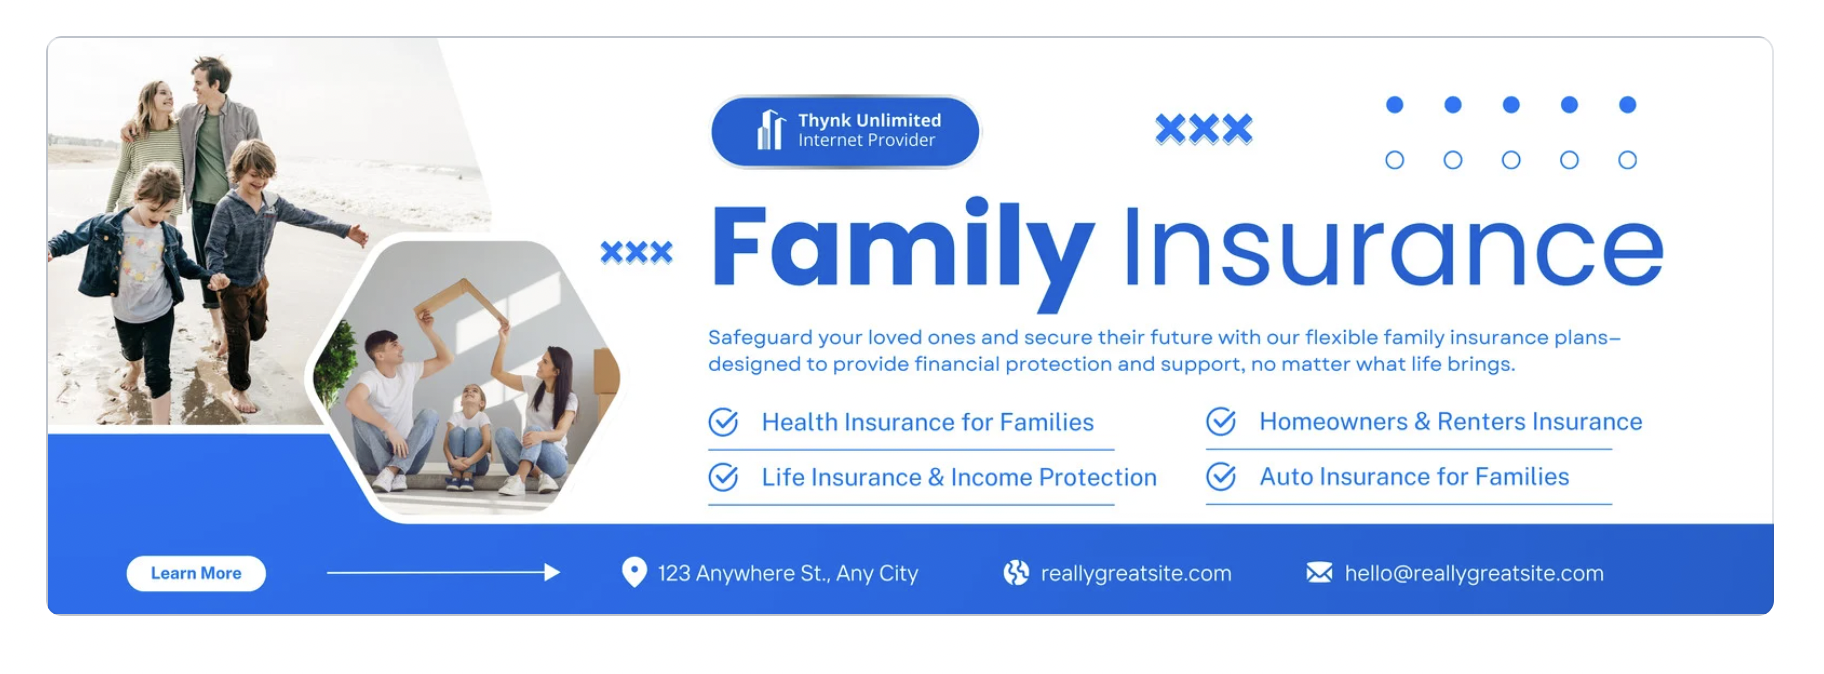 Thynk Unlimited
Internet Provider
Family Insurance
Safeguard your loved ones and secure their future with our flexible family insurance plans–
designed to provide financial protection and support, no matter what life brings.
Health Insurance for Families
Homeowners & Renters Insurance
Life Insurance & Income Protection
Auto Insurance for Families
Learn More
123 Anywhere St., Any City
reallygreatsite.com
hello@reallygreatsite.com